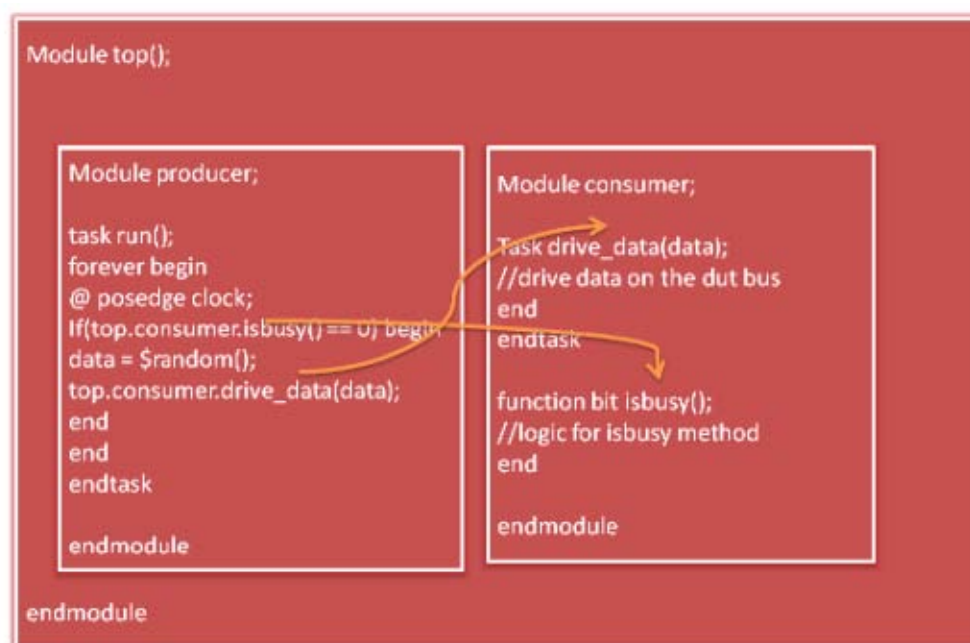 Module top();
Module producer;
task run();
forever begin
@ posedge clock;
If(top.consumer.isbusy() == 0) begin
data = $random();
top.consumer.drive_data(data);
end
end
endtask
endmodule
Module consumer;
Task drive_data(data);
//drive data on the dut bus
end
endtask
function bit isbusy();
//logic for isbusy method
end
endmodule
endmodule